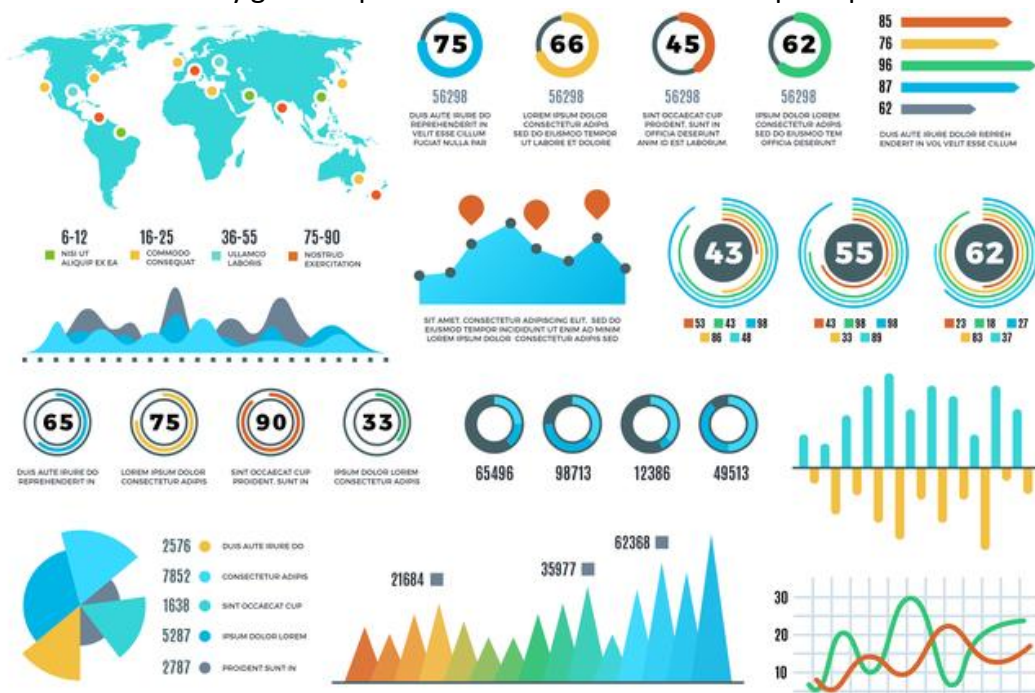 75
66
45
62
56298
56298
56298
56298
DUIS AUTE IRURE DO
REPREHENDERIT IN
VELIT ESSE CILLUM
FUGIAT NULLA PAR
LOREM IPSUM DOLOR
CONSECTETUR ADIPIS
SED DO EIUSMOD TEMPOR
UT LABORE ET DOLORE
SINT OCCAECAT CUP
PROIDENT. SUNT IN
OFFICIA DESERUNT
ANIM ID EST LABORUM.
IPSUM DOLOR LOREM
CONSECTETUR ADIPIS
SED DO EIUSMOD TEM
OFFICIA DESERUNT
85
76
96
87
62
DUIS AUTE IRURE DOLOR REPREH
ENDERIT IN VOL VELIT ESSE CILLUM
6-12
NISI UT
ALIQUIP EX EA
16-25
COMMODO
CONSEQUAT
36-55
ULLAMCO
LABORIS
75-90
NOSTRUD
EXERCITATION
SIT AMET. CONSECTETUR ADIPISCING ELIT. SED DO
EIUSMOD TEMPOR INCIDIDUNT UT ENIM AD MINIM
LOREM IPSUM DOLOR CONSECTETUR ADIPIS SED
43
53 43 98
86 48
55
43 98 98
33 89
62
23 18 27
83 37
65
DUIS AUTE IRURE DO
REPREHENDERIT IN
75
LOREM IPSUM DOLOR
CONSECTETUR ADIPIS
90
SINT OCCAECAT CUP
PROIDENT. SUNT IN
33
IPSUM DOLOR LOREM
CONSECTETUR ADIPIS
65496
98713
12386
49513
2576 DUIS AUTE IRURE DO
7852 CONSECTETUR ADIPIS
1638 SINT OCCAECAT CUP
5287 IPSUM DOLOR LOREM
2787 PROIDENT SUNT IN
21684
35977
62368
30
20
10